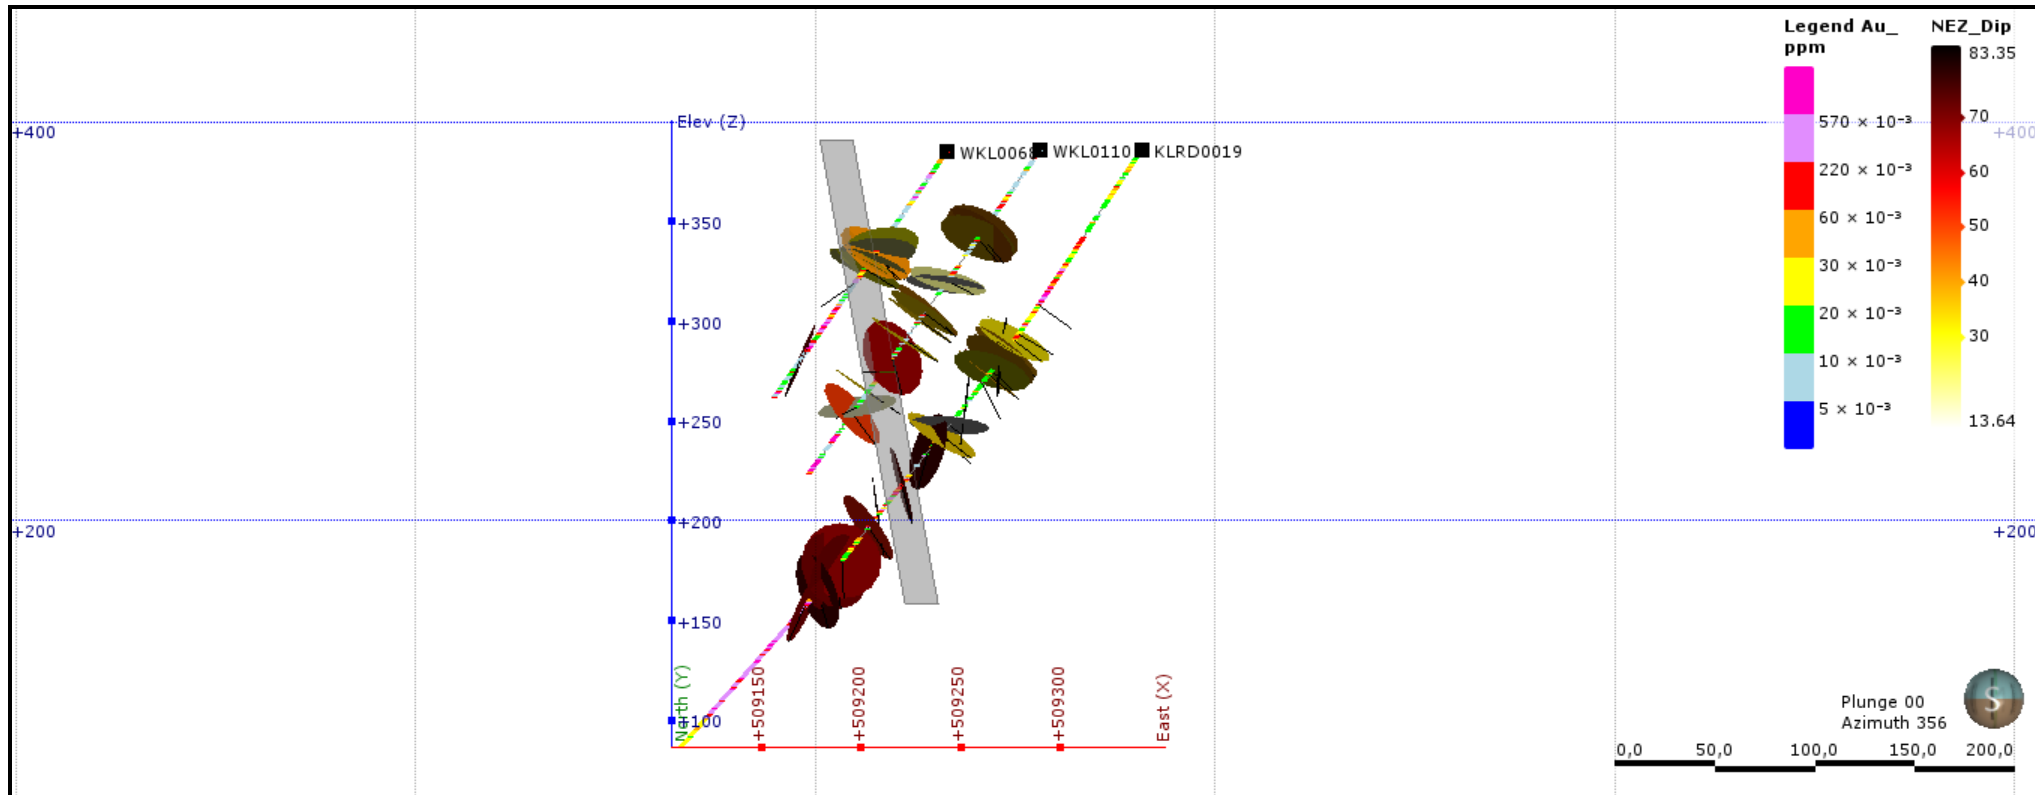 Legend Au_
ppm
570 × 10⁻³
220 × 10⁻³
60 × 10⁻³
30 × 10⁻³
20 × 10⁻³
10 × 10⁻³
5 × 10⁻³
NEZ_Dip
83.35
70
60
50
40
30
13.64
+400
Elev (Z)
+400
WKL0068
WKL0110
KLRD0019
+350
+300
+250
+200
+200
+200
+150
+100
North (Y)
+509150
+509200
+509250
+509300
East (X)
S
Plunge 00
Azimuth 356
0,0 50,0 100,0 150,0 200,0